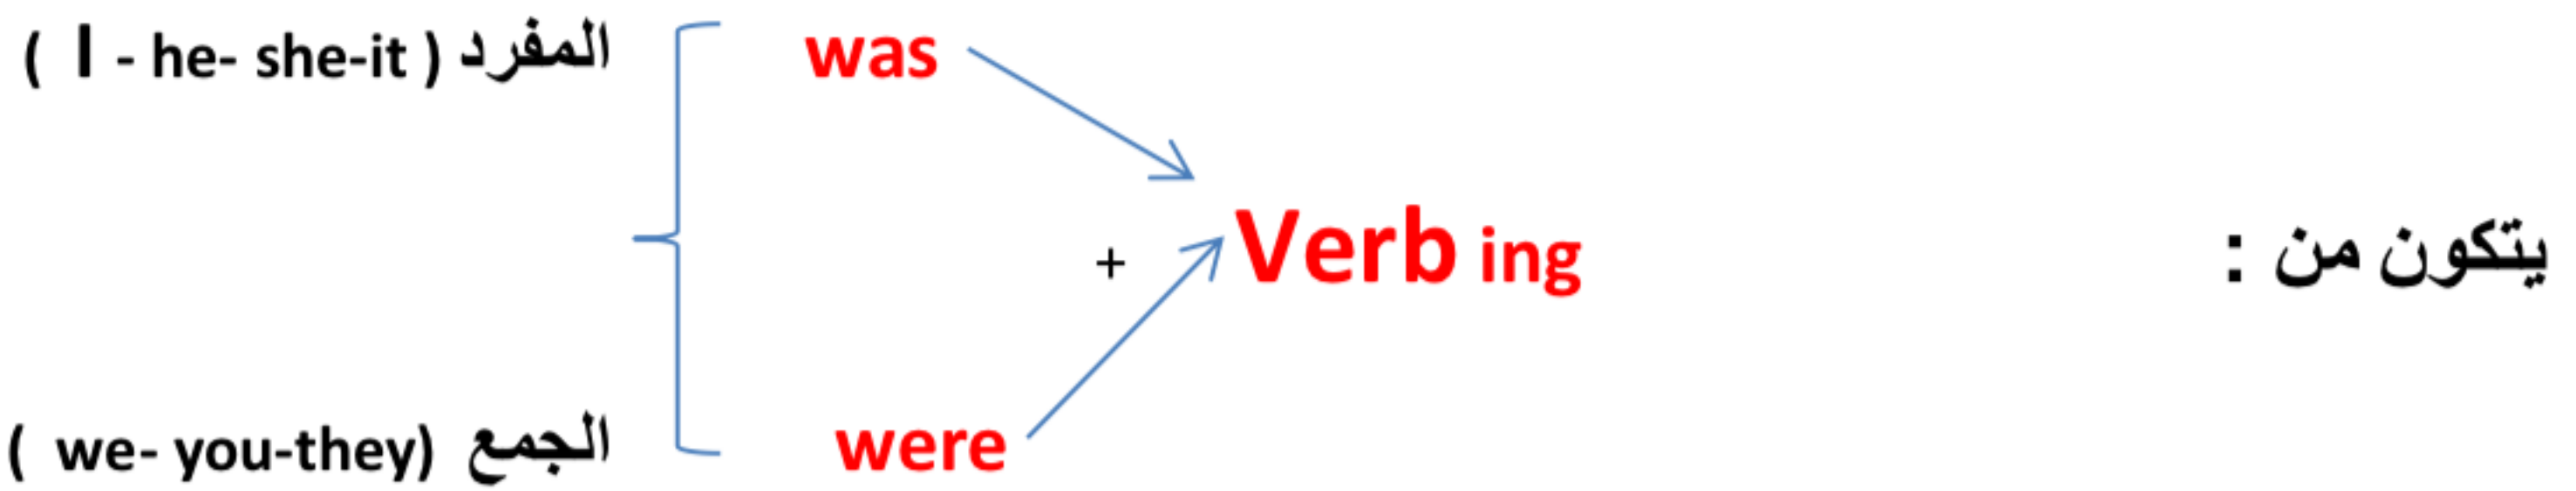 ( I - he- she-it ) المفرد was
يتكون من : + Verb ing
( we- you-they) الجمع were